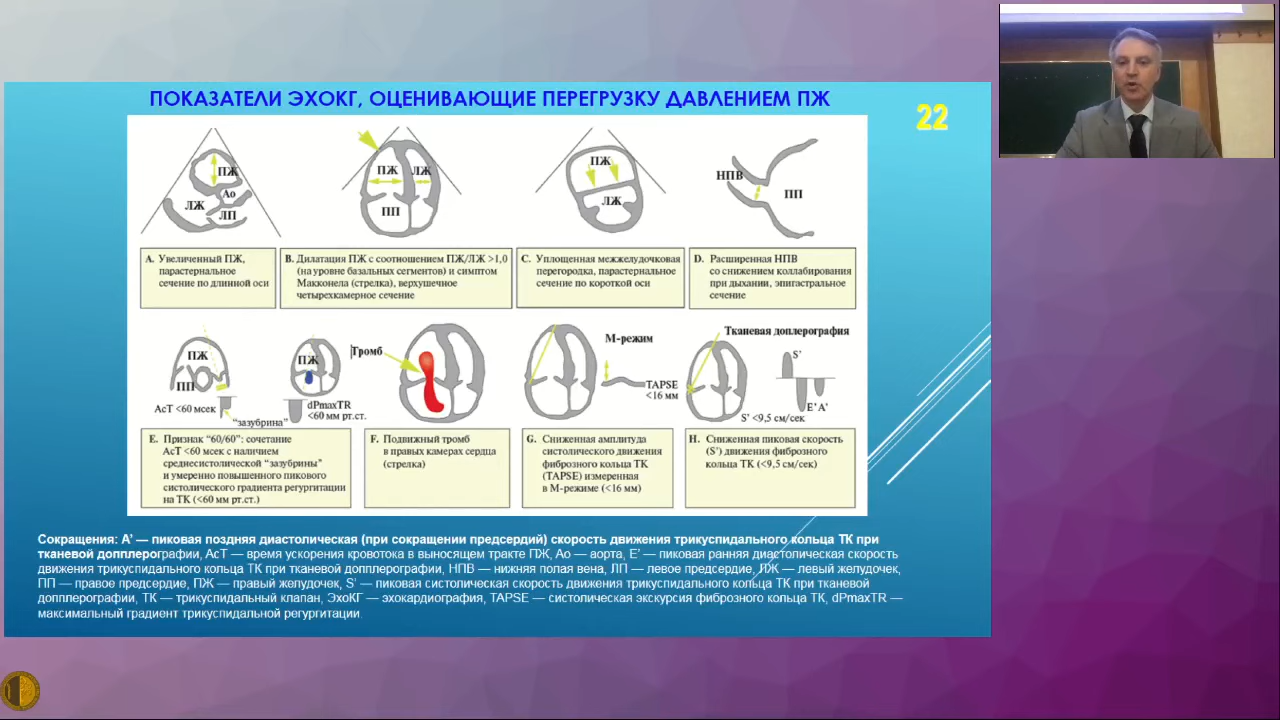 ПОКАЗАТЕЛИ ЭХОКГ, ОЦЕНИВАЮЩИЕ ПЕРЕГРУЗКУ ДАВЛЕНИЕМ ПЖ
22
ПЖ
Ао
ЛЖ
ЛП
ПЖ
ЛЖ
ПП
ПЖ
ЛЖ
НПВ
ПП
A. Увеличенный ПЖ,
парастернальное
сечение по длинной оси
B. Дилатация ПЖ с соотношением ПЖ/ЛЖ >1,0
(на уровне базальных сегментов) и симптом
Макконела (стрелка), верхушечное
четырехкамерное сечение
C. Уплощенная межжелудочковая
перегородка, парастернальное
сечение по короткой оси
D. Расширенная НПВ
со снижением коллабирования
при дыхании, эпигастральное
сечение
ПЖ
ПП
AcT <60 мсек
"зазубрина"
ПЖ
dPmaxTR
<60 мм рт.ст.
Тромб
М-режим
TAPSE
<16 мм
Тканевая доплерография
S'
E' A'
S' <9,5 см/сек
E. Признак “60/60”: сочетание
AcT <60 мсек с наличием
среднесистолической “зазубрины”
и умеренно повышенного пикового
систолического градиента регургитации
на ТК (<60 мм рт.ст.)
F. Подвижный тромб
в правых камерах сердца
(стрелка)
G. Сниженная амплитуда
систолического движения
фиброзного кольца ТК
(TAPSE) измеренная
в М-режиме (<16 мм)
H. Сниженная пиковая скорость
(S') движения фиброзного
кольца ТК (<9,5 см/сек)
Сокращения: A’ — пиковая поздняя диастолическая (при сокращении предсердий) скорость движения трикуспидального кольца ТК при
тканевой допплерографии, AcT — время ускорения кровотока в выносящем тракте ПЖ, Ао — аорта, E’ — пиковая ранняя диастолическая скорость
движения трикуспидального кольца ТК при тканевой допплерографии, НПВ — нижняя полая вена, ЛП — левое предсердие, ЛЖ — левый желудочек,
ПП — правое предсердие, ПЖ — правый желудочек, S’ — пиковая систолическая скорость движения трикуспидального кольца ТК при тканевой
допплерографии, ТК — трикуспидальный клапан, ЭхоКГ — эхокардиография, TAPSE — систолическая экскурсия фиброзного кольца ТК, dPmaxTR —
максимальный градиент трикуспидальной регургитации.